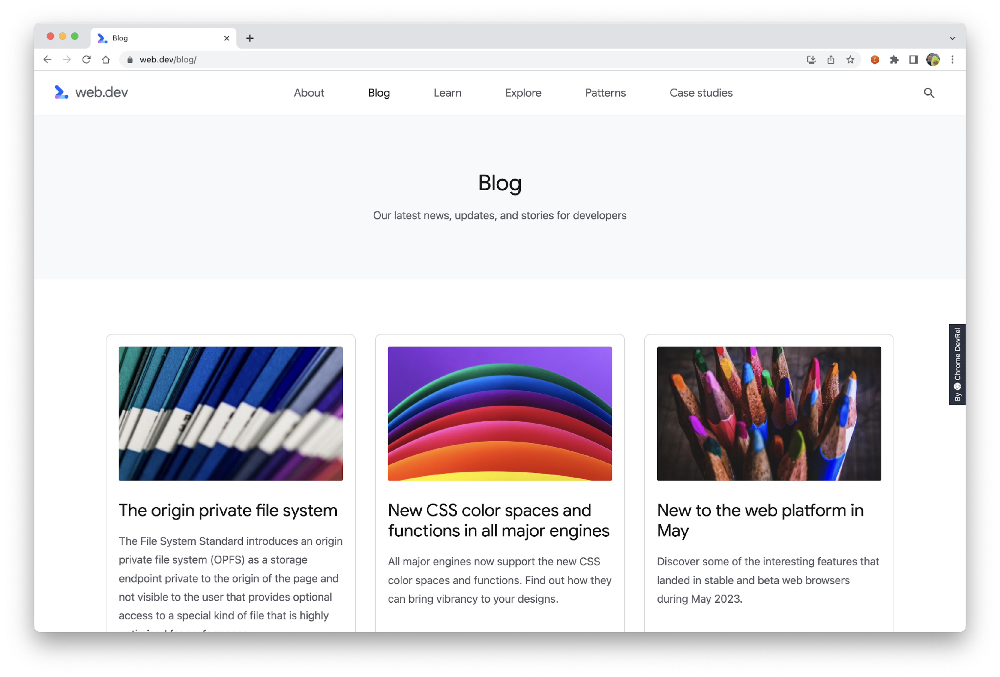 Blog
web.dev/blog/
web.dev
About
Blog
Learn
Explore
Patterns
Case studies
Blog
Our latest news, updates, and stories for developers
By Chrome DevRel
The origin private file system
The File System Standard introduces an origin
private file system (OPFS) as a storage
endpoint private to the origin of the page and
not visible to the user that provides optional
access to a special kind of file that is highly
New CSS color spaces and
functions in all major engines
All major engines now support the new CSS
color spaces and functions. Find out how they
can bring vibrancy to your designs.
New to the web platform in
May
Discover some of the interesting features that
landed in stable and beta web browsers
during May 2023.